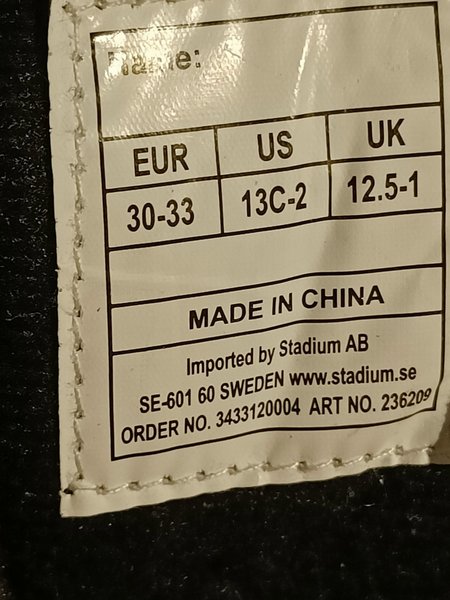 Name:
EUR US UK
30-33 13C-2 12.5-1
MADE IN CHINA
Imported by Stadium AB
SE-601 60 SWEDEN www.stadium.se
ORDER NO. 3433120004 ART NO. 236209